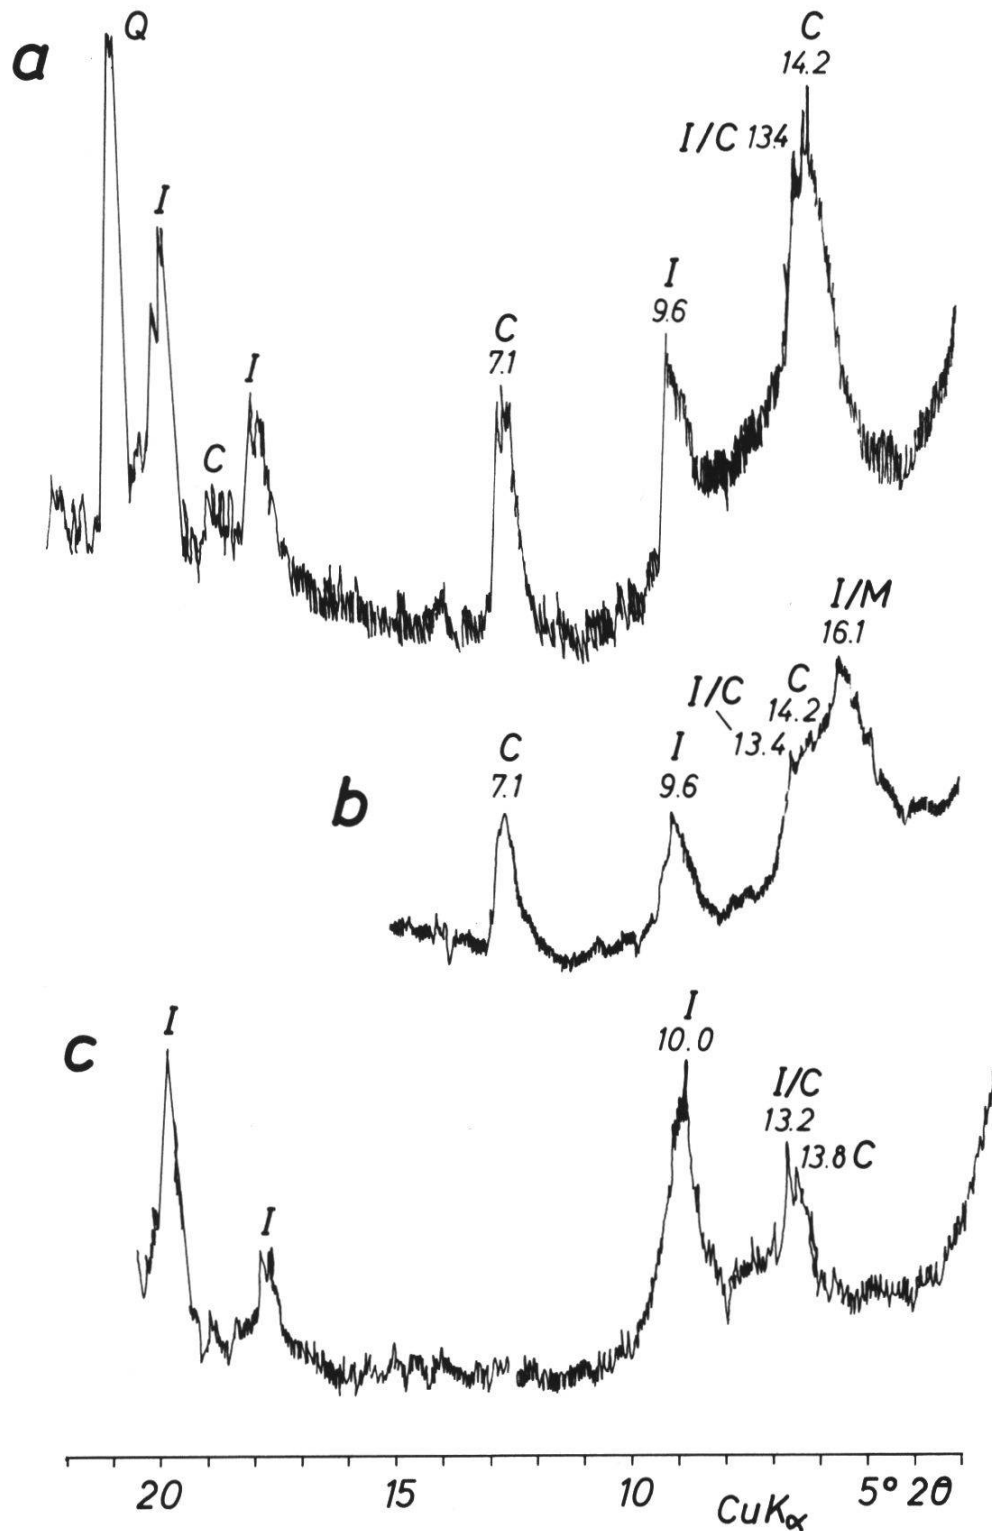 a
Q
I
C
I
C
7.1
I
9.6
I/C 13.4
C
14.2
b
C
7.1
I
9.6
I/C
13.4
C
14.2
I/M
16.1
c
I
I
I
10.0
I/C
13.2
13.8 C
20 15 10 5° 2θ
CuKα